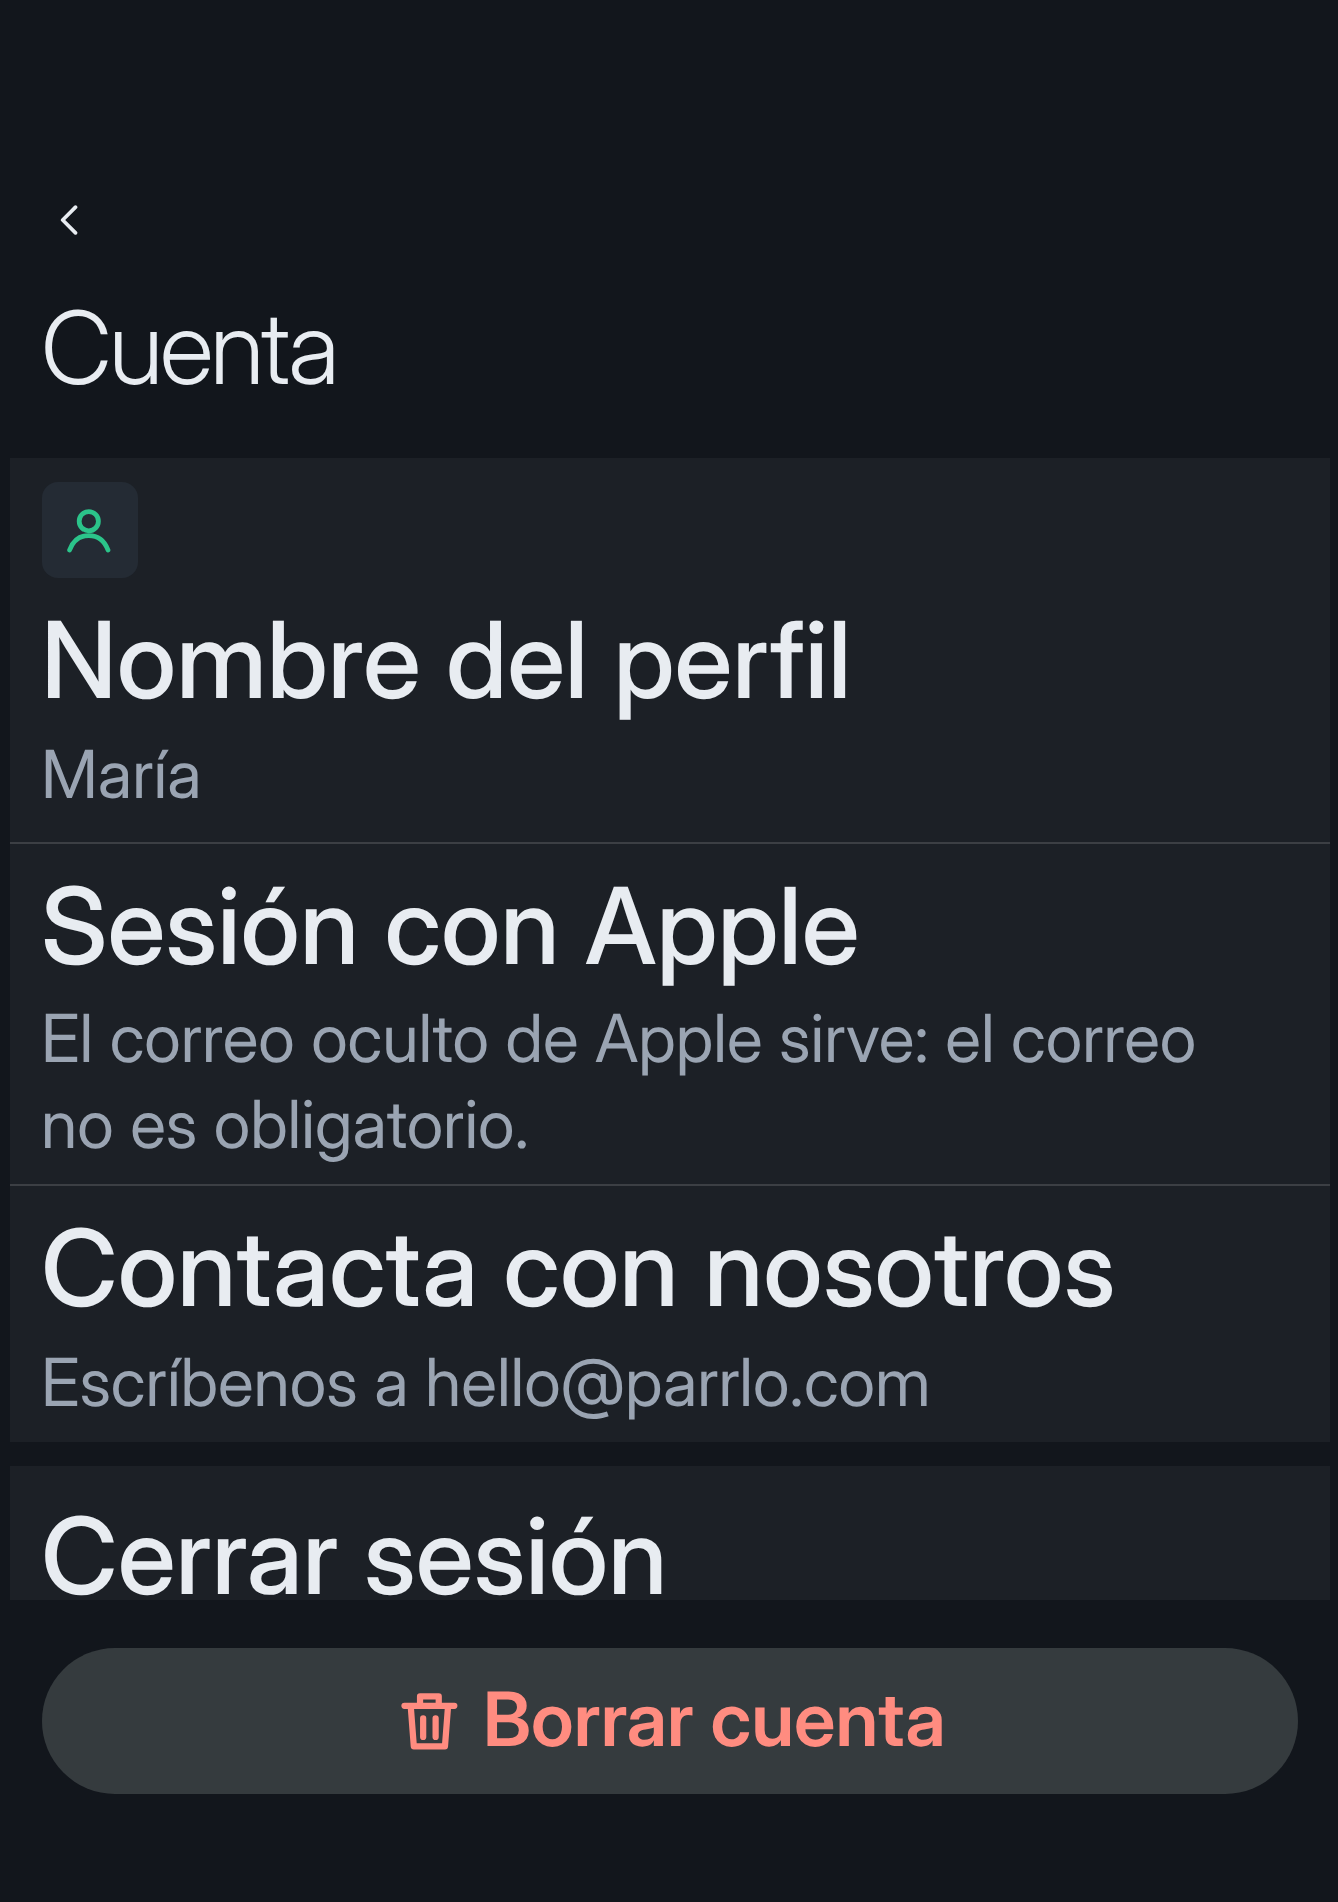 Cuenta
Nombre del perfil
María
Sesión con Apple
El correo oculto de Apple sirve: el correo
no es obligatorio.
Contacta con nosotros
Escríbenos a hello@parrlo.com
Cerrar sesión
Borrar cuenta